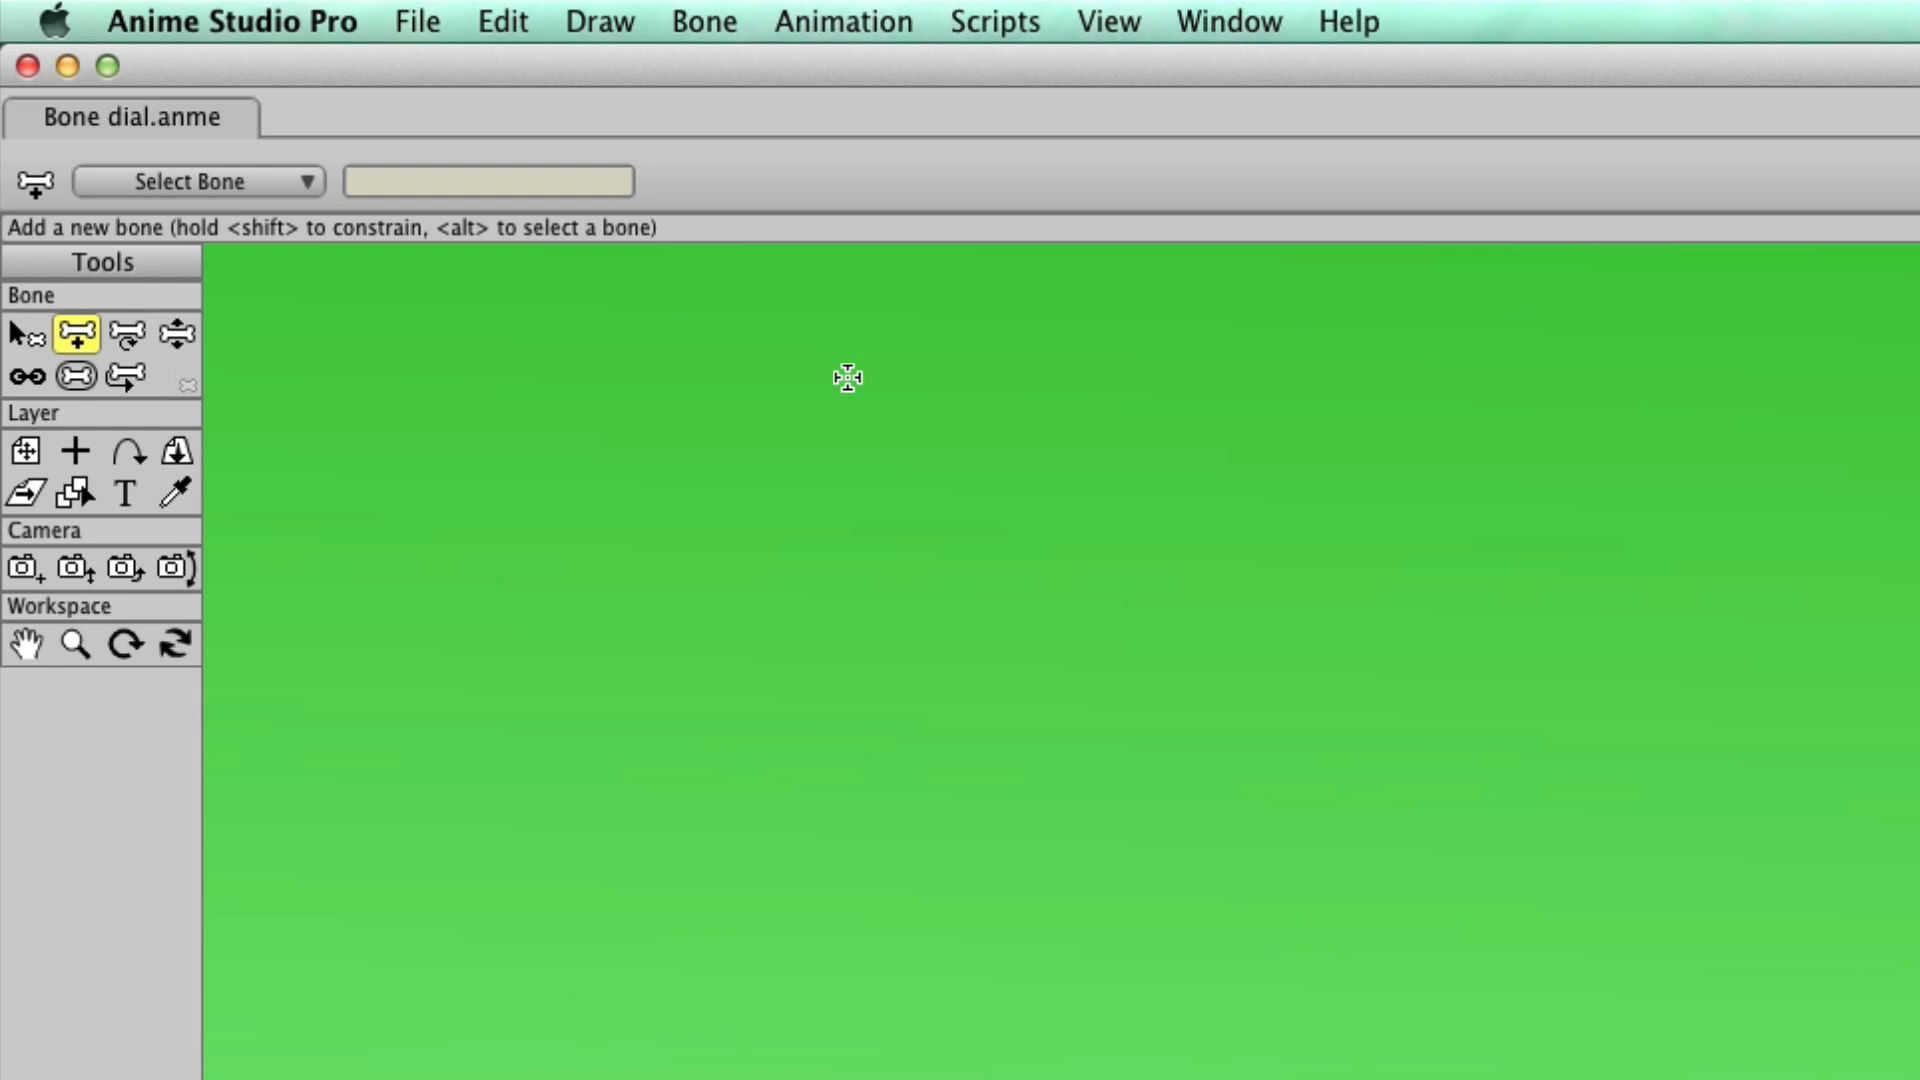 Anime Studio Pro File Edit Draw Bone Animation Scripts View Window Help
Bone dial.anme
Select Bone
Add a new bone (hold <shift> to constrain, <alt> to select a bone)
Tools
Bone
Layer
T
Camera
Workspace